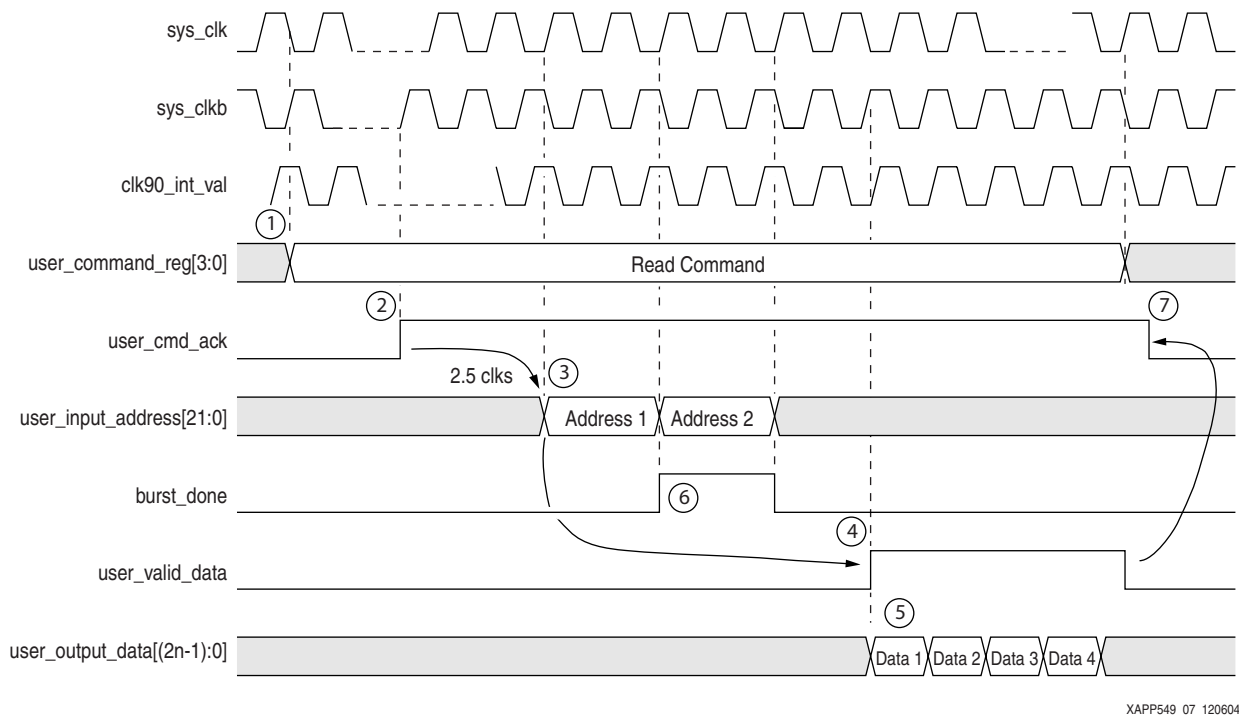 sys_clk
sys_clkb
clk90_int_val
1
user_command_reg[3:0]
Read Command
2
7
user_cmd_ack
2.5 clks
3
user_input_address[21:0]
Address 1
Address 2
burst_done
6
4
user_valid_data
5
user_output_data[(2n-1):0]
Data 1
Data 2
Data 3
Data 4
XAPP549_07_120604